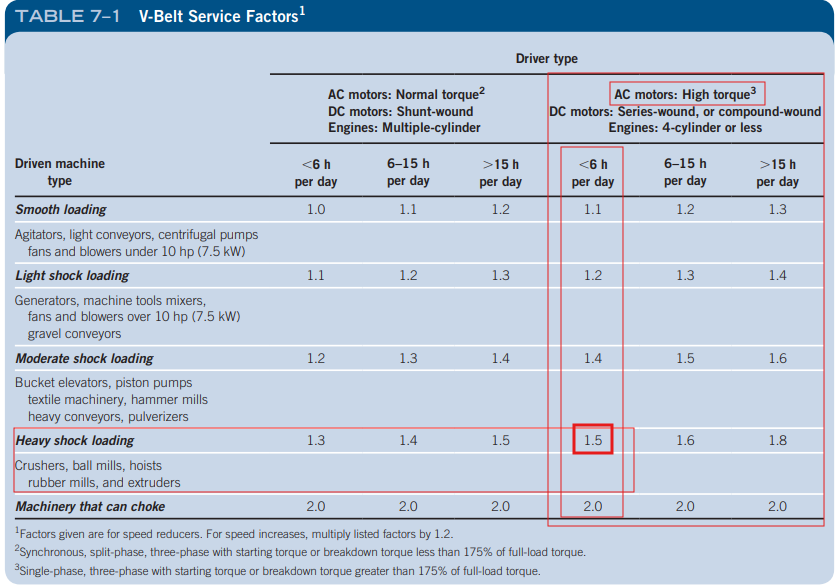 TABLE 7–1 V-Belt Service Factors1
Driver type
AC motors: Normal torque2
DC motors: Shunt-wound
Engines: Multiple-cylinder
AC motors: High torque3
DC motors: Series-wound, or compound-wound
Engines: 4-cylinder or less
Driven machine
type
<6 h
per day
6–15 h
per day
>15 h
per day
<6 h
per day
6–15 h
per day
>15 h
per day
Smooth loading 1.0 1.1 1.2 1.1 1.2 1.3
Agitators, light conveyors, centrifugal pumps
fans and blowers under 10 hp (7.5 kW)
Light shock loading 1.1 1.2 1.3 1.2 1.3 1.4
Generators, machine tools mixers,
fans and blowers over 10 hp (7.5 kW)
gravel conveyors
Moderate shock loading 1.2 1.3 1.4 1.4 1.5 1.6
Bucket elevators, piston pumps
textile machinery, hammer mills
heavy conveyors, pulverizers
Heavy shock loading 1.3 1.4 1.5 1.5 1.6 1.8
Crushers, ball mills, hoists
rubber mills, and extruders
Machinery that can choke 2.0 2.0 2.0 2.0 2.0 2.0
1Factors given are for speed reducers. For speed increases, multiply listed factors by 1.2.
2Synchronous, split-phase, three-phase with starting torque or breakdown torque less than 175% of full-load torque.
3Single-phase, three-phase with starting torque or breakdown torque greater than 175% of full-load torque.